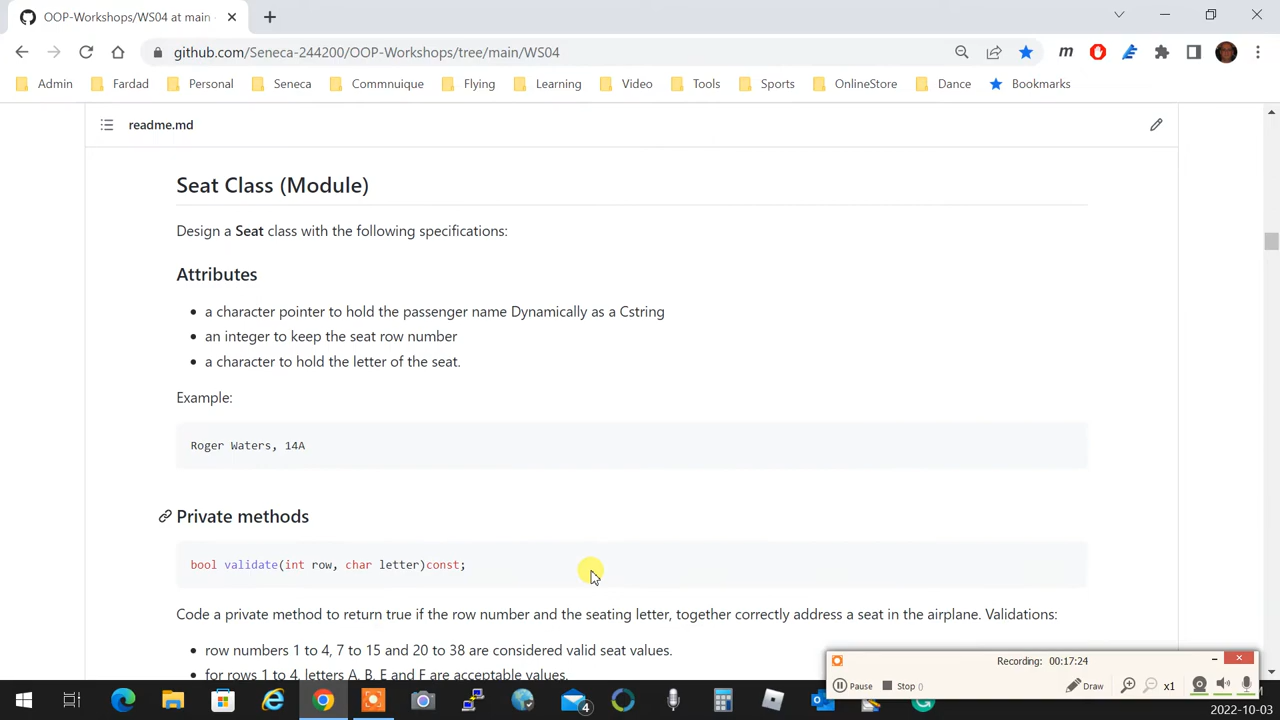 OOP-Workshops/WS04 at main
github.com/Seneca-244200/OOP-Workshops/tree/main/WS04
Admin Fardad Personal Seneca Commnuique Flying Learning Video Tools Sports OnlineStore Dance Bookmarks
readme.md
Seat Class (Module)
Design a Seat class with the following specifications:
Attributes
a character pointer to hold the passenger name Dynamically as a Cstring
an integer to keep the seat row number
a character to hold the letter of the seat.
Example:
Roger Waters, 14A
Private methods
bool validate(int row, char letter)const;
Code a private method to return true if the row number and the seating letter, together correctly address a seat in the airplane. Validations:
row numbers 1 to 4, 7 to 15 and 20 to 38 are considered valid seat values.
for rows 1 to 4, letters A, B, E and F are acceptable values.
Recording: 00:17:24
Pause Stop Draw x1
4
2022-10-03